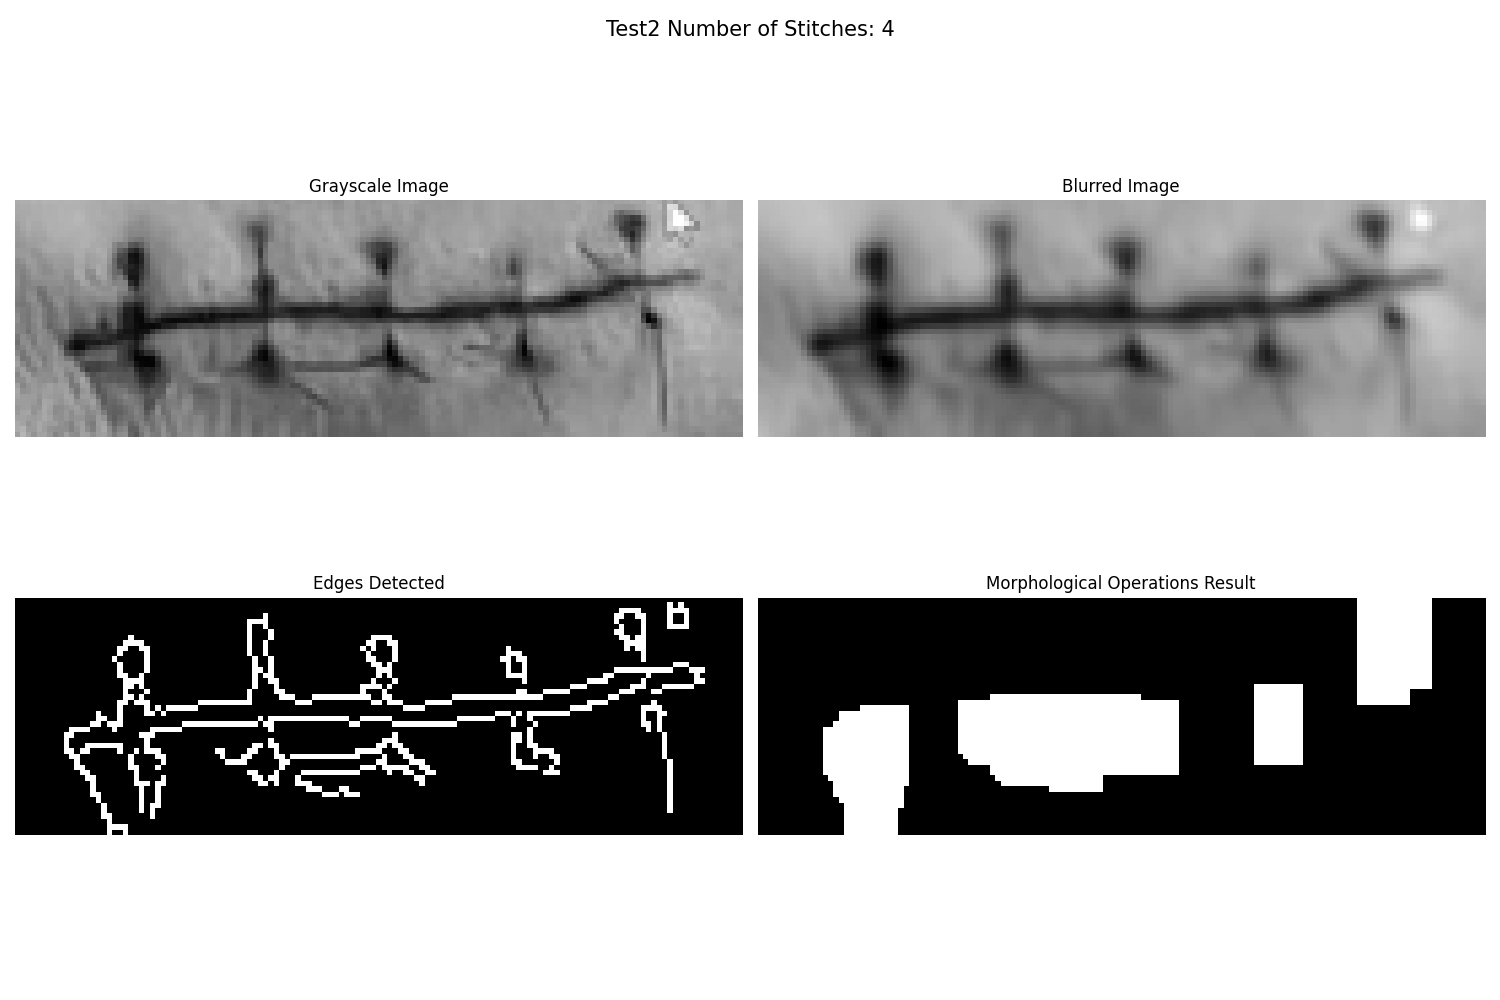 Test2 Number of Stitches: 4
Grayscale Image
Blurred Image
Edges Detected
Morphological Operations Result